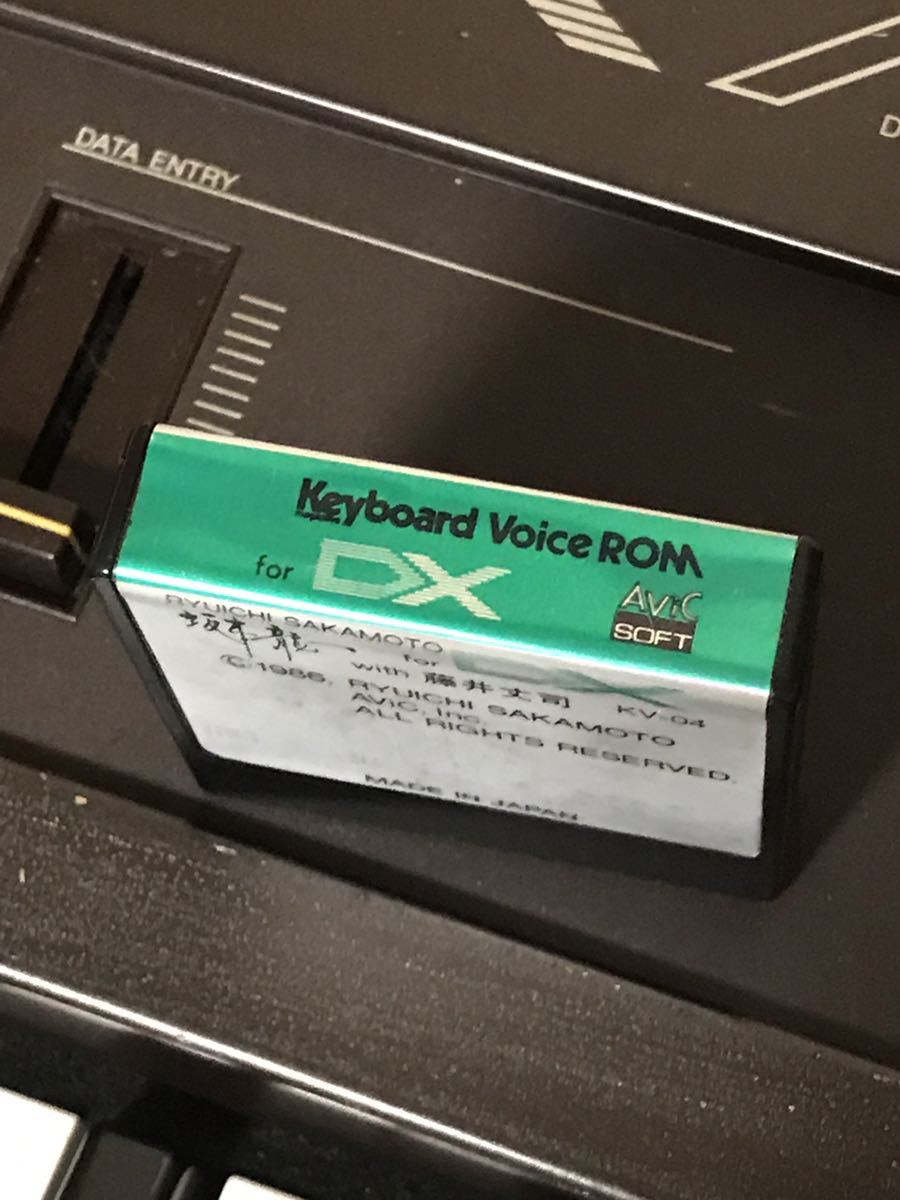 DATA ENTRY
D
Keyboard Voice ROM
for DX
AViC
SOFT
RYUICHI SAKAMOTO
坂本龍一 for DX
with 藤井丈司 KV-04
©1986, RYUICHI SAKAMOTO
AViC, Inc.
ALL RIGHTS RESERVED.
MADE IN JAPAN